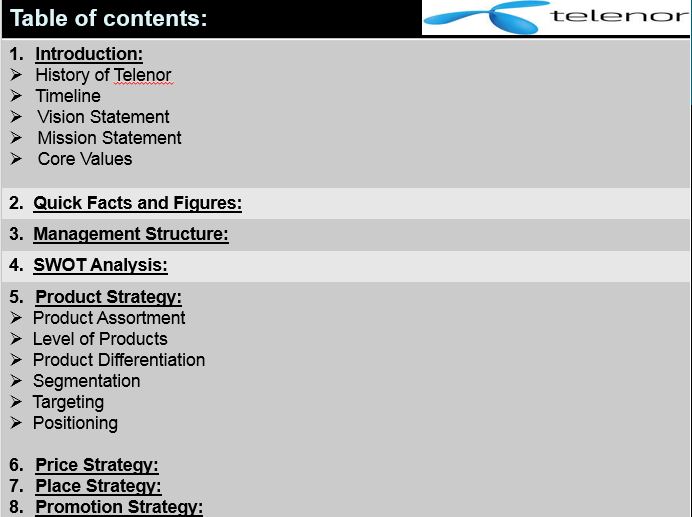 Table of contents:
telenor
1. Introduction:
➢ History of Telenor
➢ Timeline
➢ Vision Statement
➢ Mission Statement
➢ Core Values
2. Quick Facts and Figures:
3. Management Structure:
4. SWOT Analysis:
5. Product Strategy:
➢ Product Assortment
➢ Level of Products
➢ Product Differentiation
➢ Segmentation
➢ Targeting
➢ Positioning
6. Price Strategy:
7. Place Strategy:
8. Promotion Strategy: